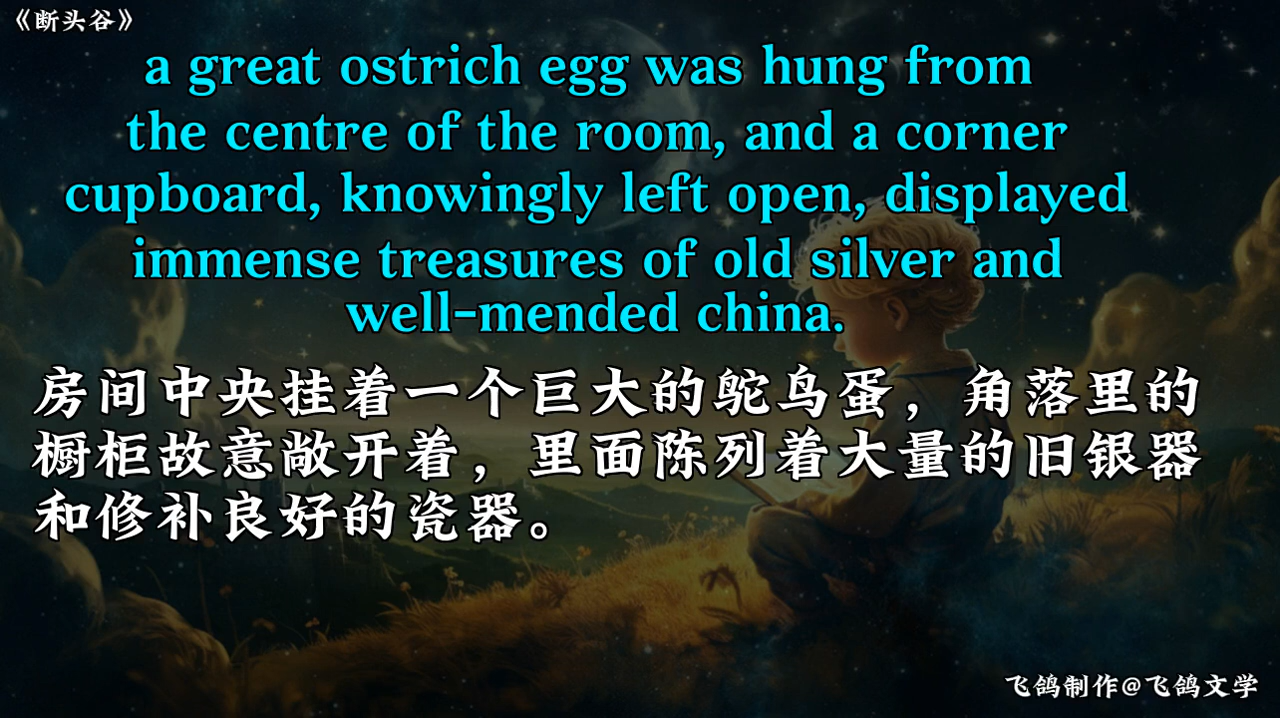 《断头谷》
a great ostrich egg was hung from
the centre of the room, and a corner
cupboard, knowingly left open, displayed
immense treasures of old silver and
well-mended china.
房间中央挂着一个巨大的鸵鸟蛋，角落里的
橱柜故意敞开着，里面陈列着大量的旧银器
和修补良好的瓷器。
飞鸽制作@飞鸽文学